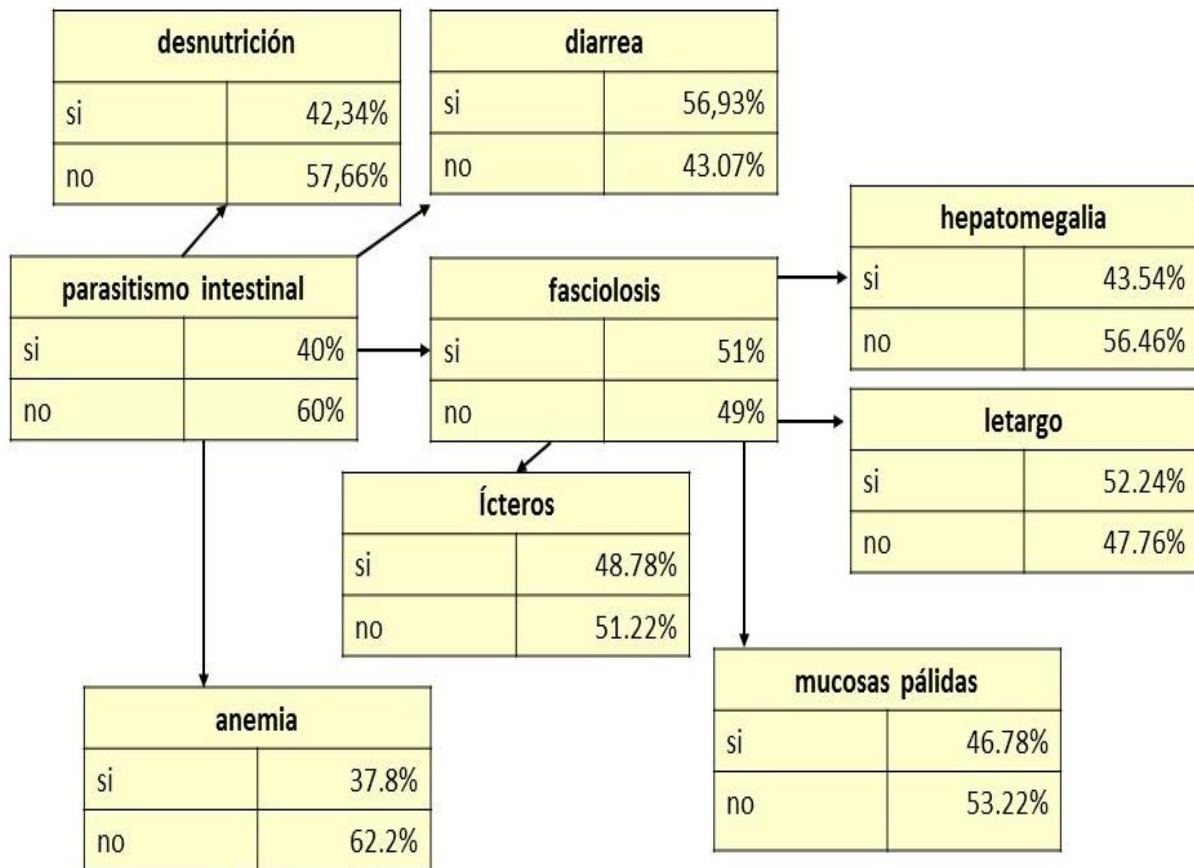 desnutrición
si 42,34%
no 57,66%
diarrea
si 56,93%
no 43.07%
parasitismo intestinal
si 40%
no 60%
fasciolosis
si 51%
no 49%
hepatomegalia
si 43.54%
no 56.46%
letargo
si 52.24%
no 47.76%
Ícteros
si 48.78%
no 51.22%
mucosas pálidas
si 46.78%
no 53.22%
anemia
si 37.8%
no 62.2%